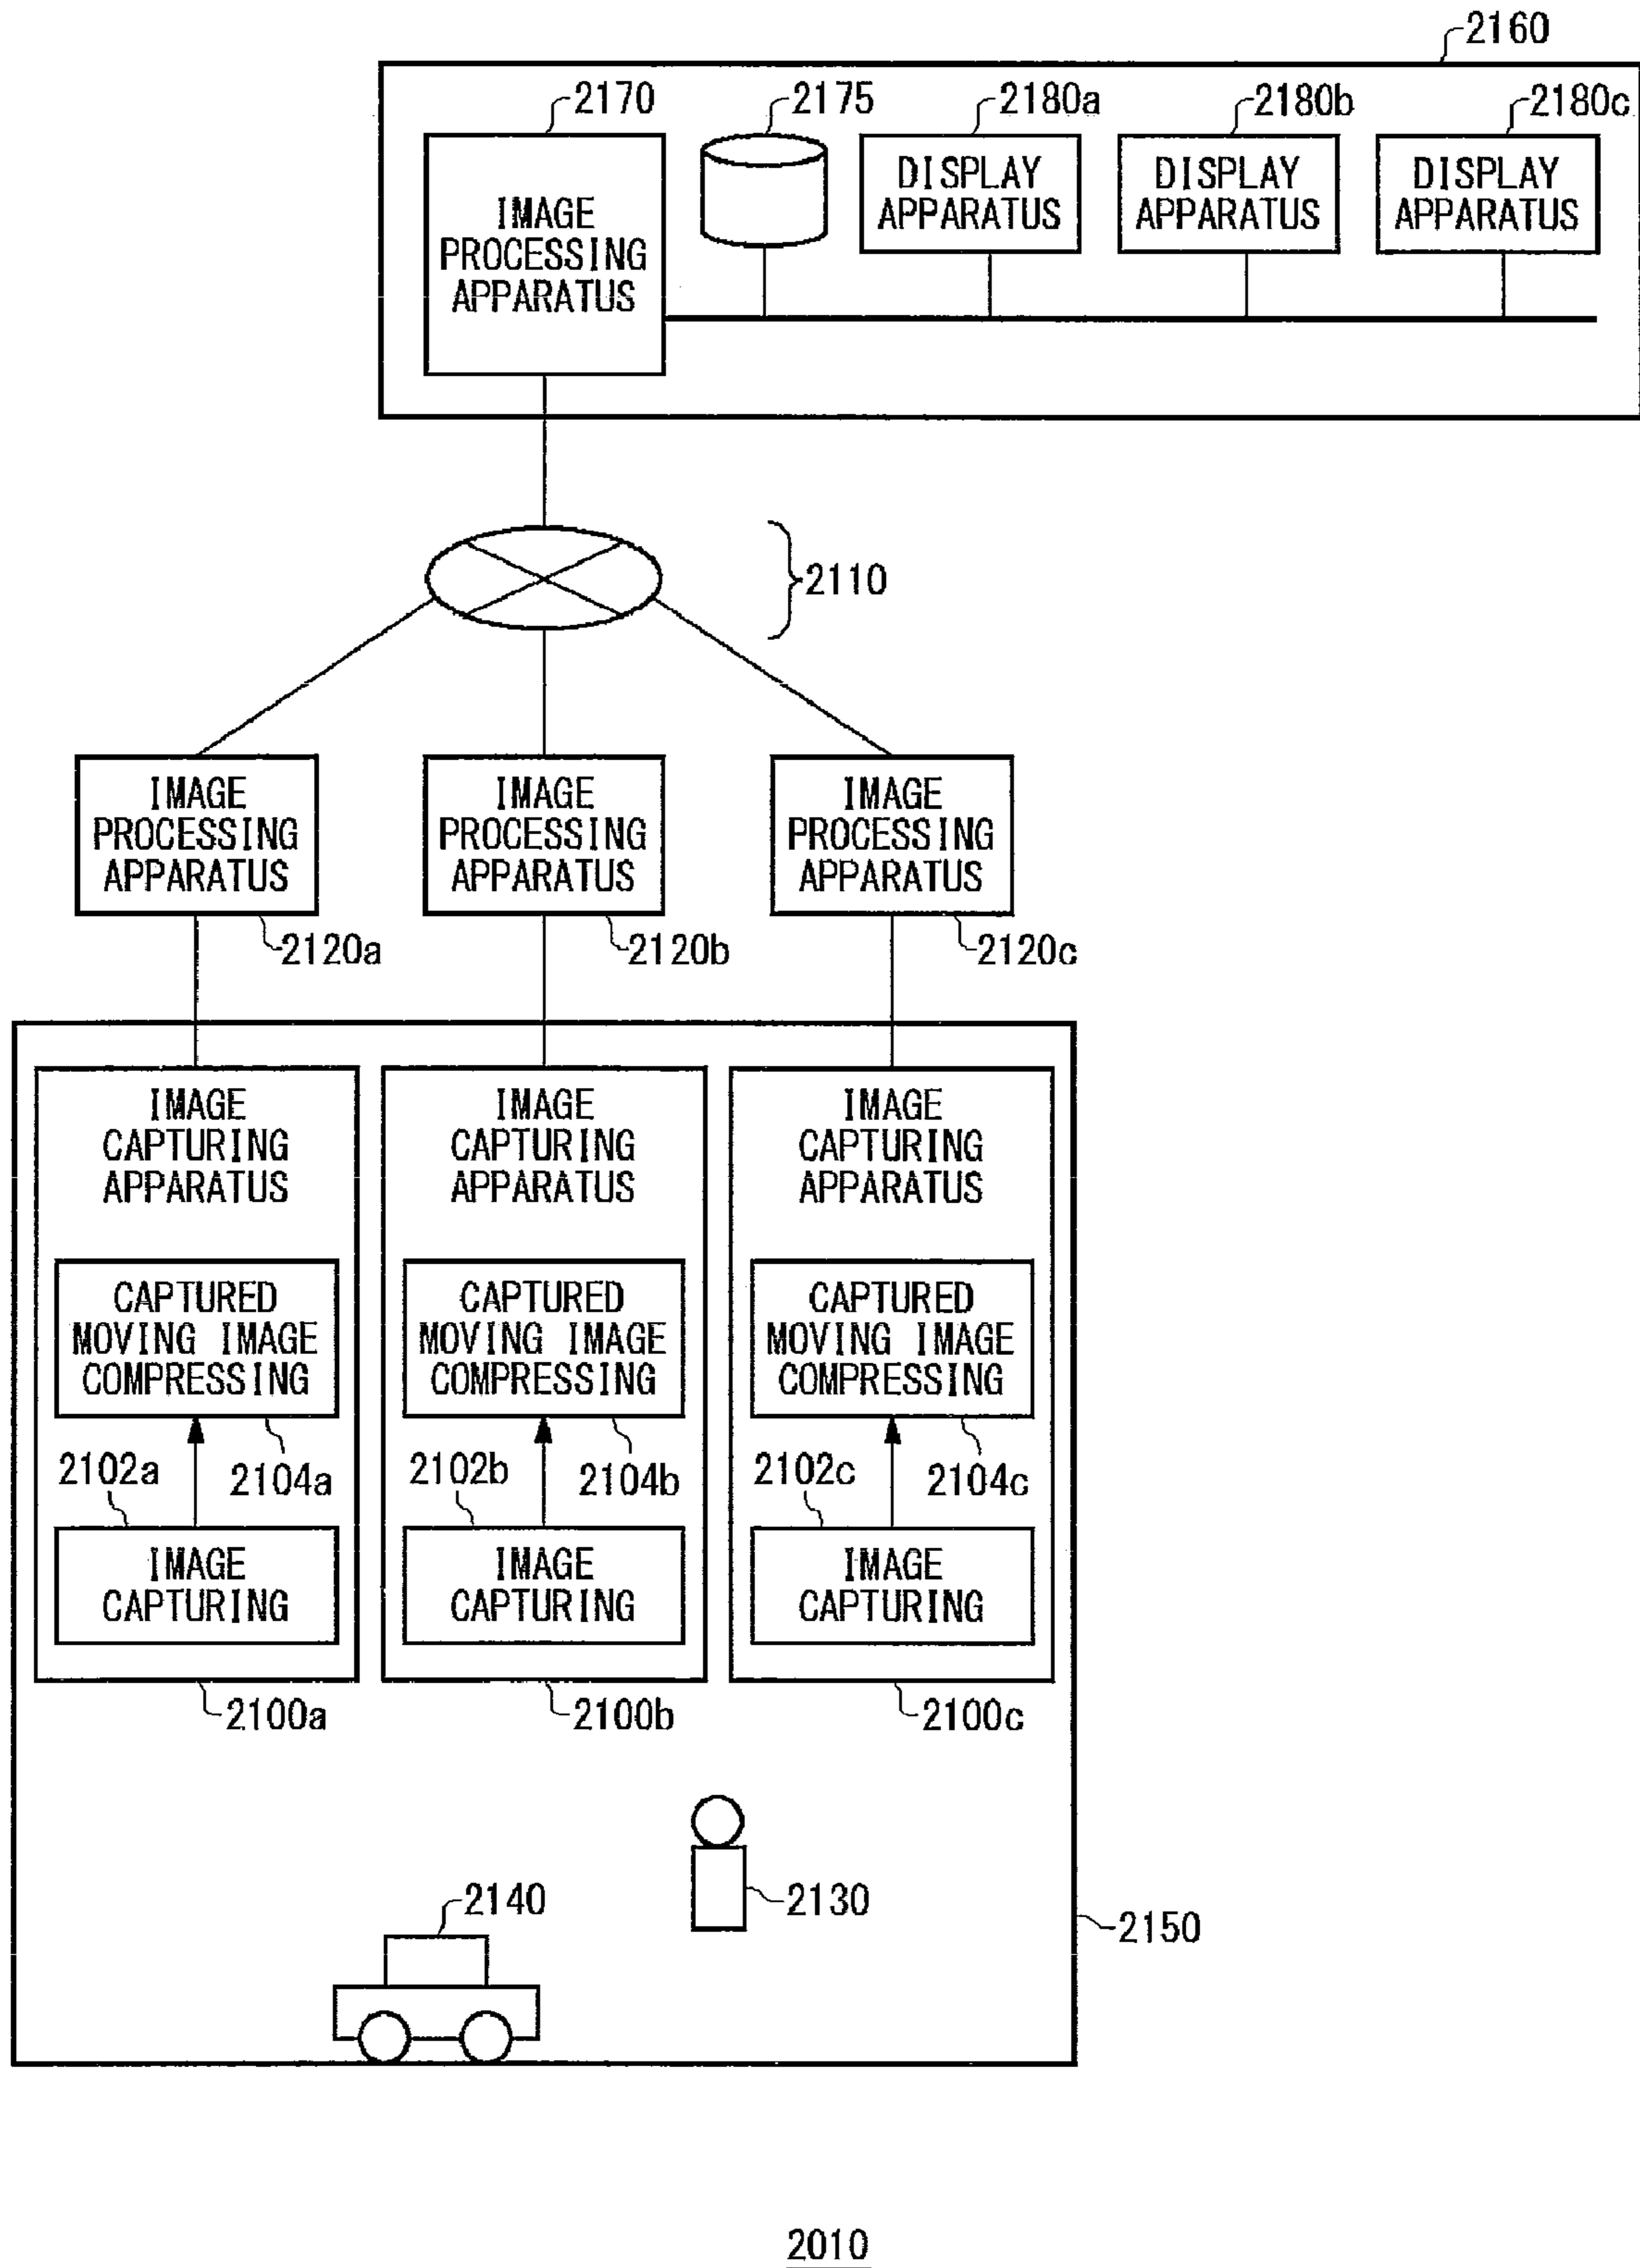 2160
2170
2175
2180a
2180b
2180c
IMAGE
PROCESSING
APPARATUS
DISPLAY
APPARATUS
DISPLAY
APPARATUS
DISPLAY
APPARATUS
2110
IMAGE
PROCESSING
APPARATUS
IMAGE
PROCESSING
APPARATUS
IMAGE
PROCESSING
APPARATUS
2120a
2120b
2120c
IMAGE
CAPTURING
APPARATUS
CAPTURED
MOVING IMAGE
COMPRESSING
2102a
2104a
IMAGE
CAPTURING
2100a
IMAGE
CAPTURING
APPARATUS
CAPTURED
MOVING IMAGE
COMPRESSING
2102b
2104b
IMAGE
CAPTURING
2100b
IMAGE
CAPTURING
APPARATUS
CAPTURED
MOVING IMAGE
COMPRESSING
2102c
2104c
IMAGE
CAPTURING
2100c
2130
2140
2150
2010